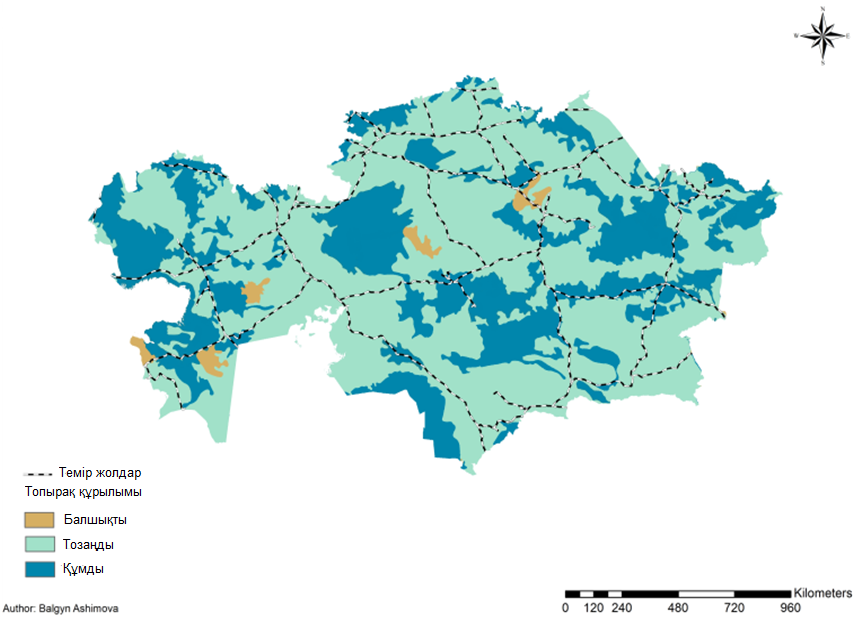 N
W E
S
Темір жолдар
Топырақ құрылымы
Балшықты
Тозаңды
Құмды
Kilometers
0 120 240 480 720 960
Author: Balgyn Ashimova